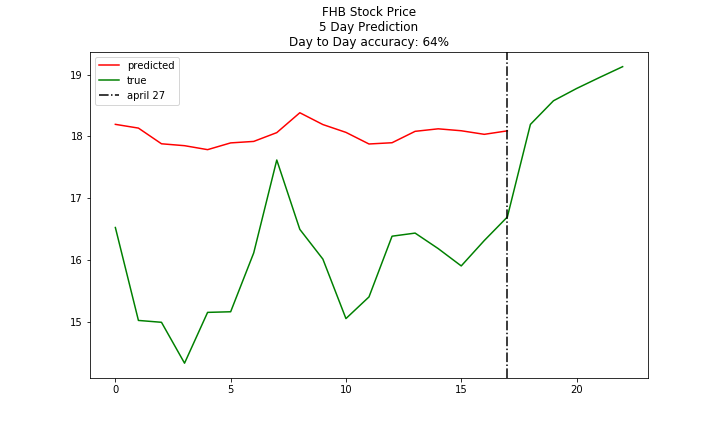 FHB Stock Price
5 Day Prediction
Day to Day accuracy: 64%
predicted
true
april 27
19
18
17
16
15
0
5
10
15
20